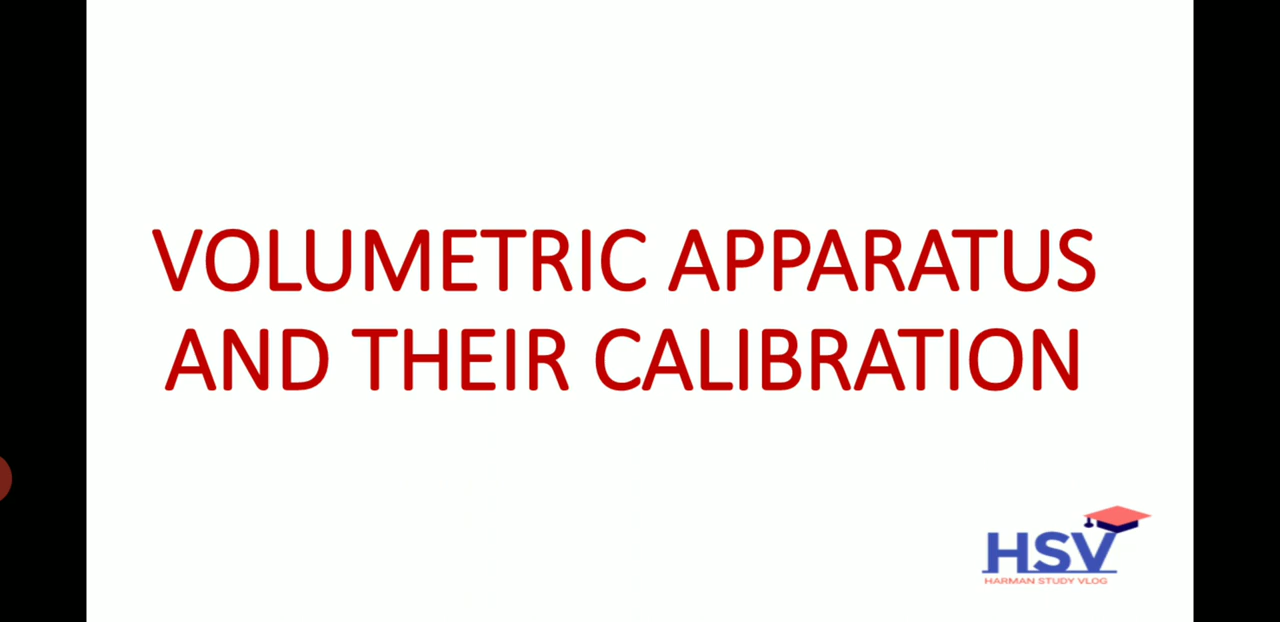 VOLUMETRIC APPARATUS
AND THEIR CALIBRATION
HSV
HARMAN STUDY VLOG